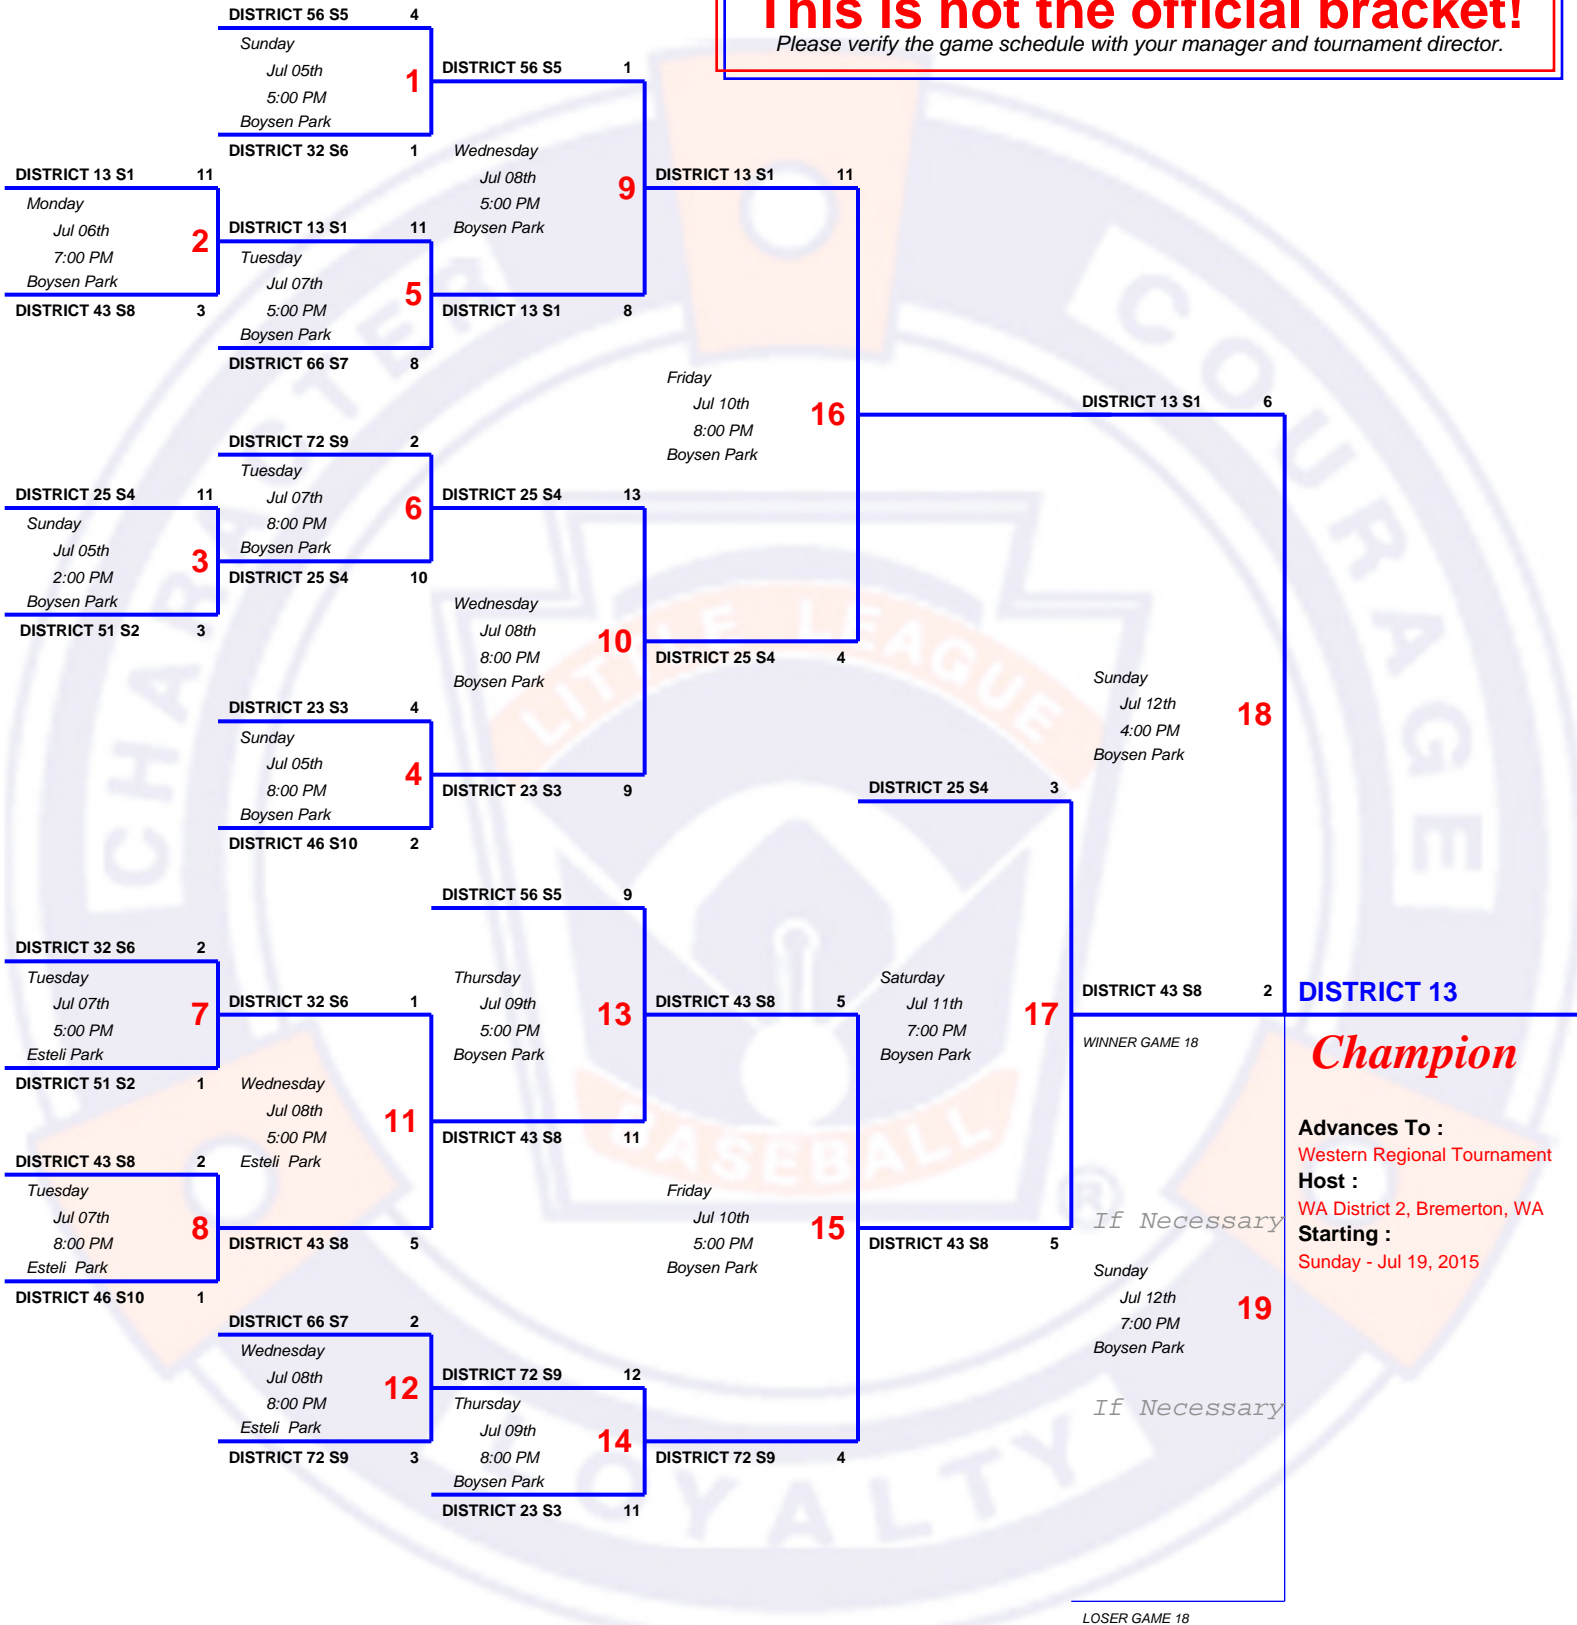 This is not the official bracket!
Please verify the game schedule with your manager and tournament director.
DISTRICT 56 S5 4
Sunday
Jul 05th
5:00 PM
Boysen Park
1
DISTRICT 32 S6 1
DISTRICT 13 S1 11
Monday
Jul 06th
7:00 PM
Boysen Park
2
DISTRICT 43 S8 3
DISTRICT 13 S1 11
Tuesday
Jul 07th
5:00 PM
Boysen Park
5
DISTRICT 66 S7 8
DISTRICT 56 S5 1
Wednesday
Jul 08th
5:00 PM
Boysen Park
9
DISTRICT 13 S1 8
DISTRICT 72 S9 2
Tuesday
Jul 07th
8:00 PM
Boysen Park
6
DISTRICT 25 S4 10
DISTRICT 25 S4 11
Sunday
Jul 05th
2:00 PM
Boysen Park
3
DISTRICT 51 S2 3
DISTRICT 25 S4 13
Wednesday
Jul 08th
8:00 PM
Boysen Park
10
DISTRICT 23 S3 9
DISTRICT 23 S3 4
Sunday
Jul 05th
8:00 PM
Boysen Park
4
DISTRICT 46 S10 2
DISTRICT 13 S1 11
Friday
Jul 10th
8:00 PM
Boysen Park
16
DISTRICT 25 S4 4
DISTRICT 13 S1 6
Sunday
Jul 12th
4:00 PM
Boysen Park
18
DISTRICT 43 S8 2
WINNER GAME 18
DISTRICT 32 S6 2
Tuesday
Jul 07th
5:00 PM
Esteli Park
7
DISTRICT 51 S2 1
DISTRICT 43 S8 2
Tuesday
Jul 07th
8:00 PM
Esteli Park
8
DISTRICT 46 S10 1
DISTRICT 32 S6 1
Wednesday
Jul 08th
5:00 PM
Esteli Park
11
DISTRICT 43 S8 5
DISTRICT 66 S7 2
Wednesday
Jul 08th
8:00 PM
Esteli Park
12
DISTRICT 72 S9 3
DISTRICT 56 S5 9
Thursday
Jul 09th
5:00 PM
Boysen Park
13
DISTRICT 43 S8 11
DISTRICT 72 S9 12
Thursday
Jul 09th
8:00 PM
Boysen Park
14
DISTRICT 23 S3 11
DISTRICT 43 S8 5
Friday
Jul 10th
5:00 PM
Boysen Park
15
DISTRICT 72 S9 4
DISTRICT 25 S4 3
Saturday
Jul 11th
7:00 PM
Boysen Park
17
DISTRICT 43 S8 5
If Necessary
Sunday
Jul 12th
7:00 PM
Boysen Park
19
If Necessary
LOSER GAME 18
DISTRICT 13
Champion
Advances To :
Western Regional Tournament
Host :
WA District 2, Bremerton, WA
Starting :
Sunday - Jul 19, 2015
CHARACTER
COURAGE
LOYALTY
LITTLE LEAGUE
BASEBALL
®